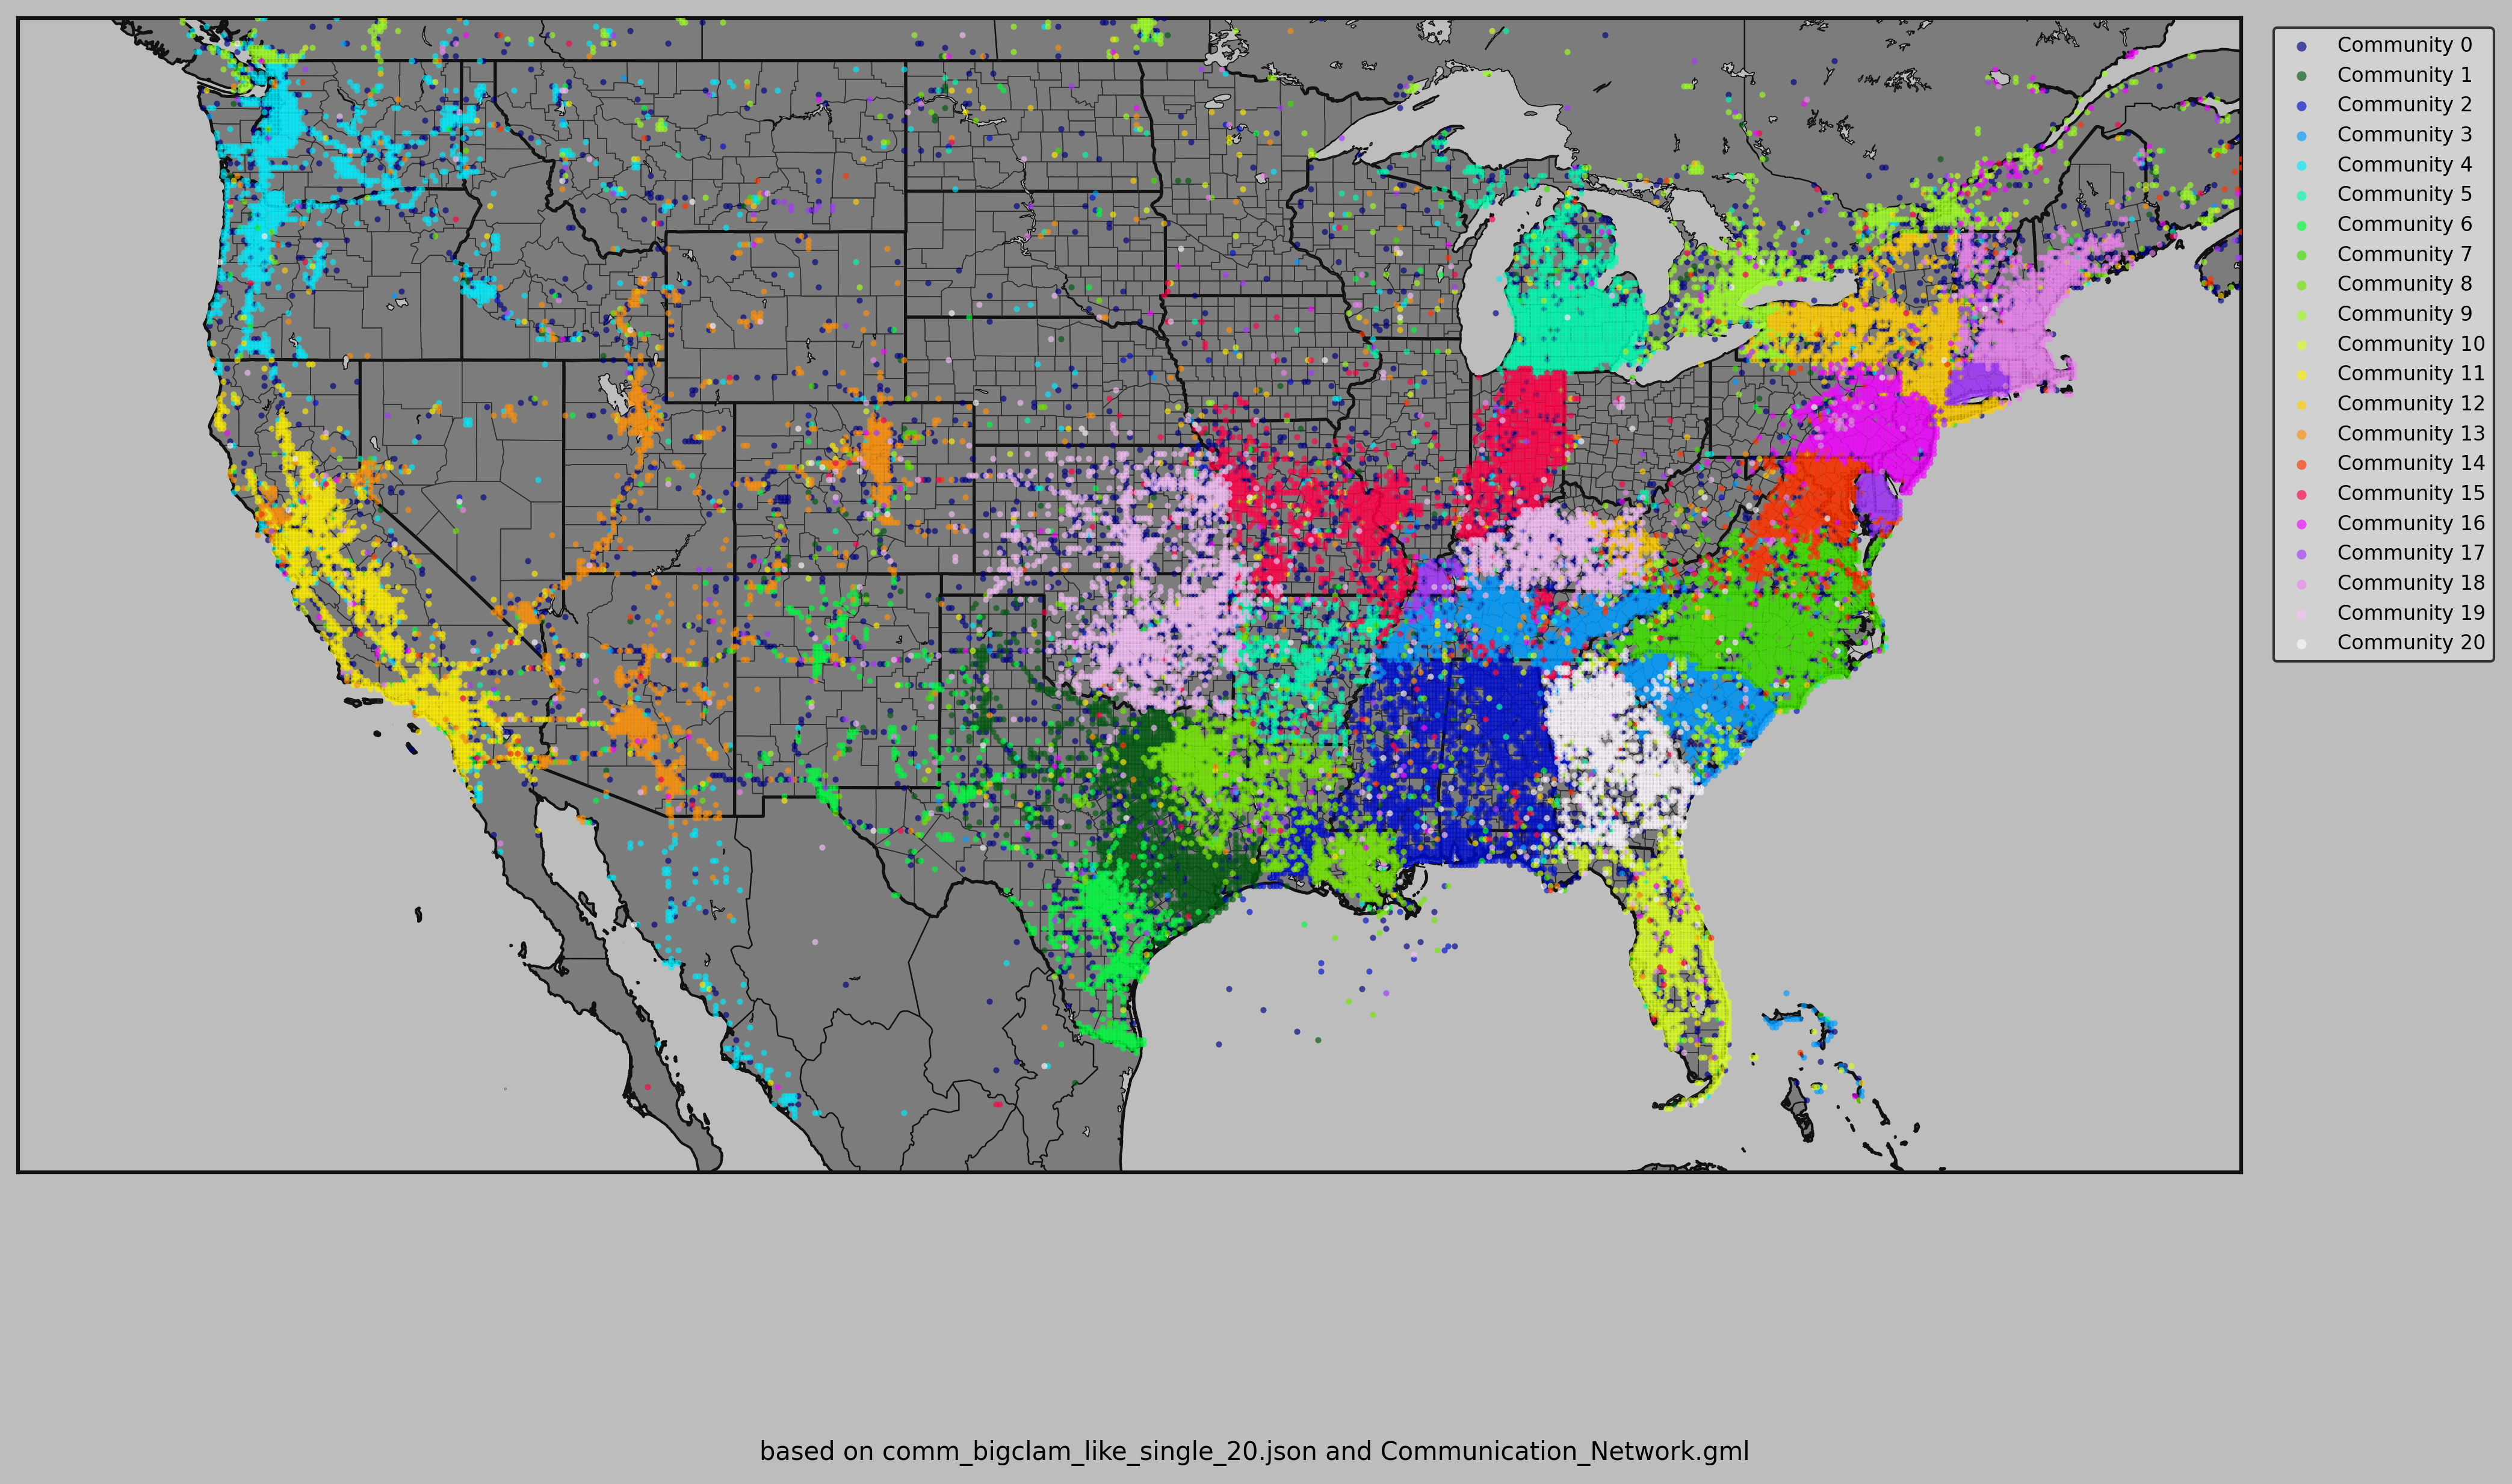 Community 0
Community 1
Community 2
Community 3
Community 4
Community 5
Community 6
Community 7
Community 8
Community 9
Community 10
Community 11
Community 12
Community 13
Community 14
Community 15
Community 16
Community 17
Community 18
Community 19
Community 20
based on comm_bigclam_like_single_20.json and Communication_Network.gml